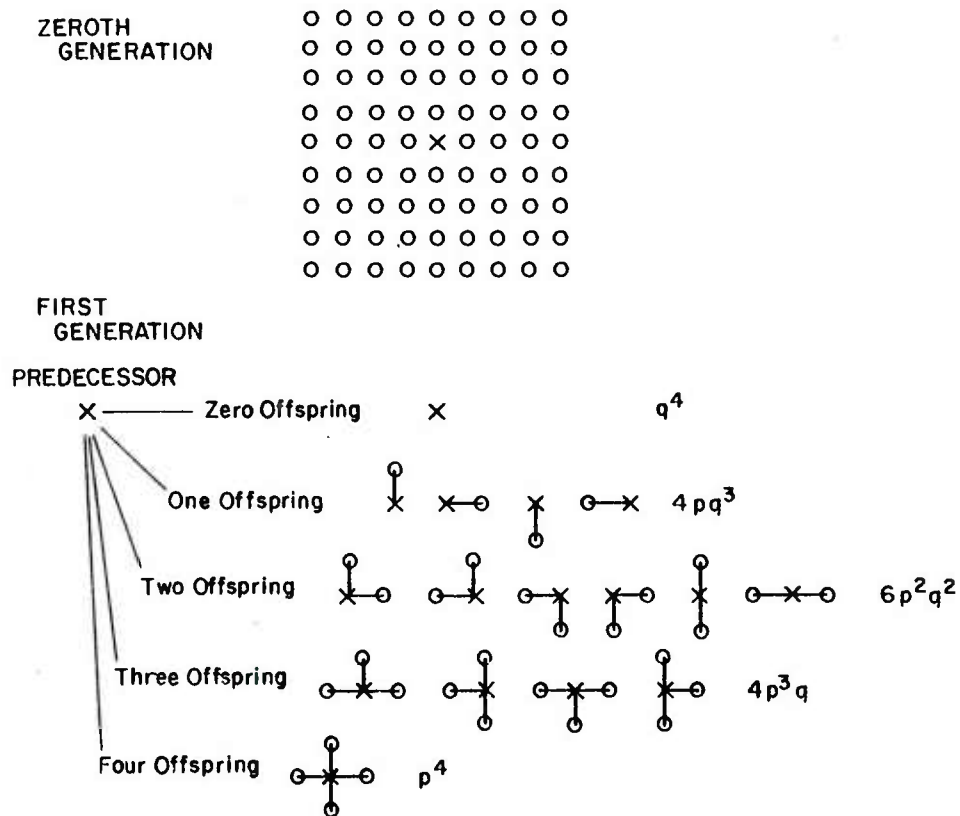 ZEROTH
GENERATION
FIRST
GENERATION
PREDECESSOR
Zero Offspring q⁴
One Offspring 4pq³
Two Offspring 6p²q²
Three Offspring 4p³q
Four Offspring p⁴